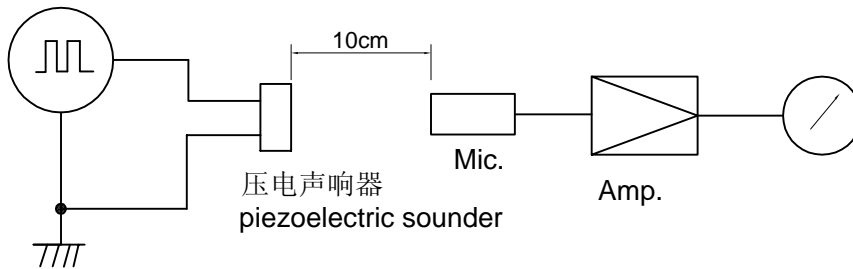 10cm
Mic.
Amp.
压电声响器
piezoelectric sounder